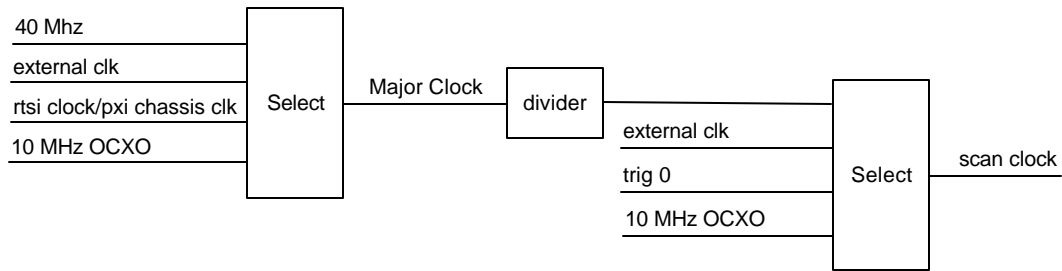 40 Mhz
external clk
rtsi clock/pxi chassis clk
10 MHz OCXO
Select
Major Clock
divider
external clk
trig 0
10 MHz OCXO
Select
scan clock